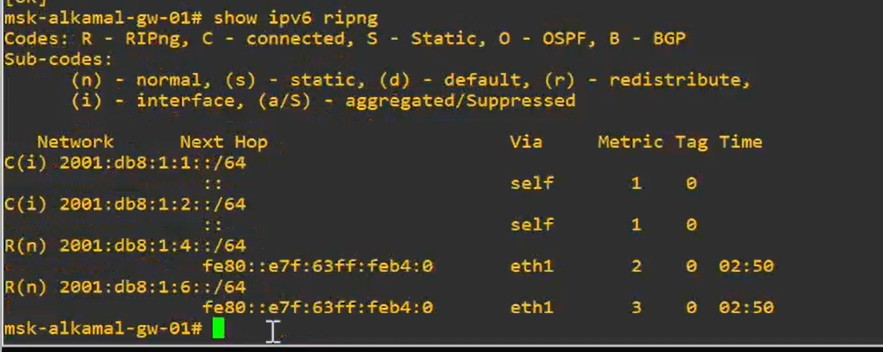 [OK]
msk-alkamal-gw-01# show ipv6 ripng
Codes: R - RIPng, C - connected, S - Static, O - OSPF, B - BGP
Sub-codes:
      (n) - normal, (s) - static, (d) - default, (r) - redistribute,
      (i) - interface, (a/S) - aggregated/Suppressed

   Network      Next Hop                      Via     Metric Tag Time
C(i) 2001:db8:1:1::/64
                  ::                          self       1    0
C(i) 2001:db8:1:2::/64
                  ::                          self       1    0
R(n) 2001:db8:1:4::/64
                  fe80::e7f:63ff:feb4:0       eth1       2    0  02:50
R(n) 2001:db8:1:6::/64
                  fe80::e7f:63ff:feb4:0       eth1       3    0  02:50
msk-alkamal-gw-01#